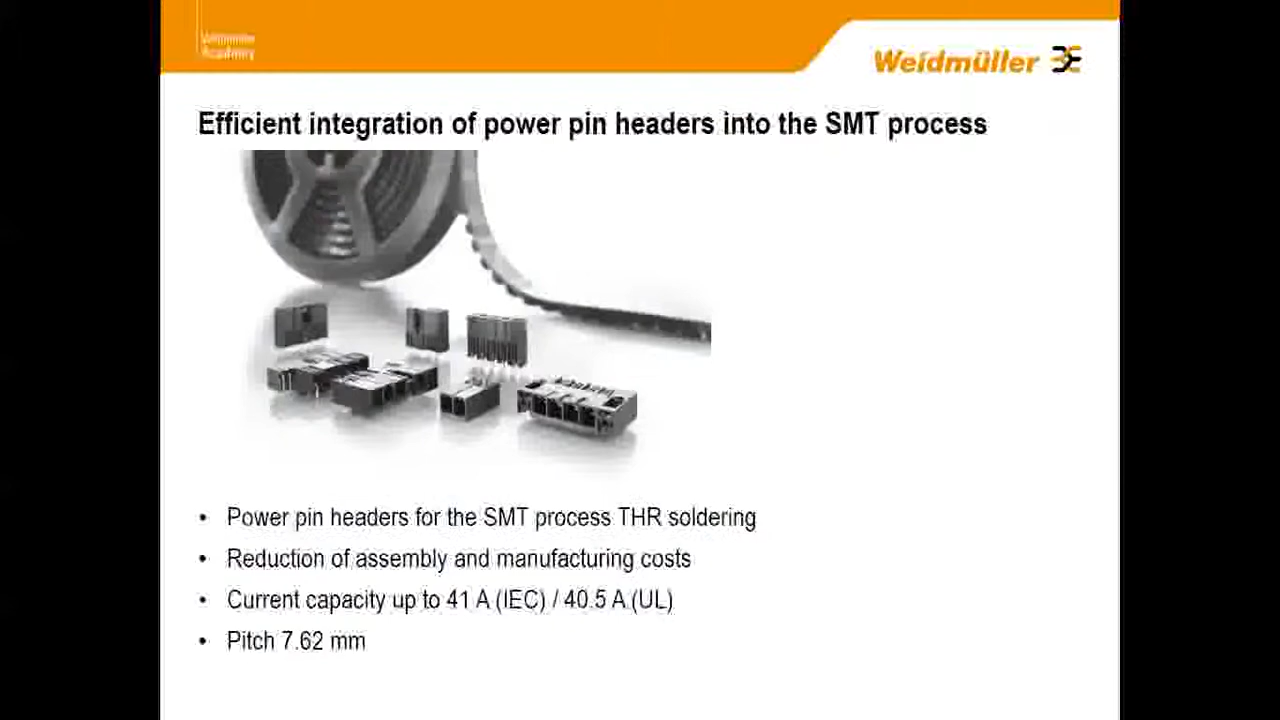 Weidmüller
Academy
Weidmüller
Efficient integration of power pin headers into the SMT process
• Power pin headers for the SMT process THR soldering
• Reduction of assembly and manufacturing costs
• Current capacity up to 41 A (IEC) / 40.5 A (UL)
• Pitch 7.62 mm